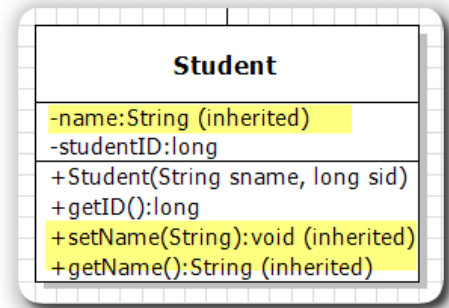 Student
-name:String (inherited)
-studentID:long
+Student(String sname, long sid)
+getID():long
+setName(String):void (inherited)
+getName():String (inherited)